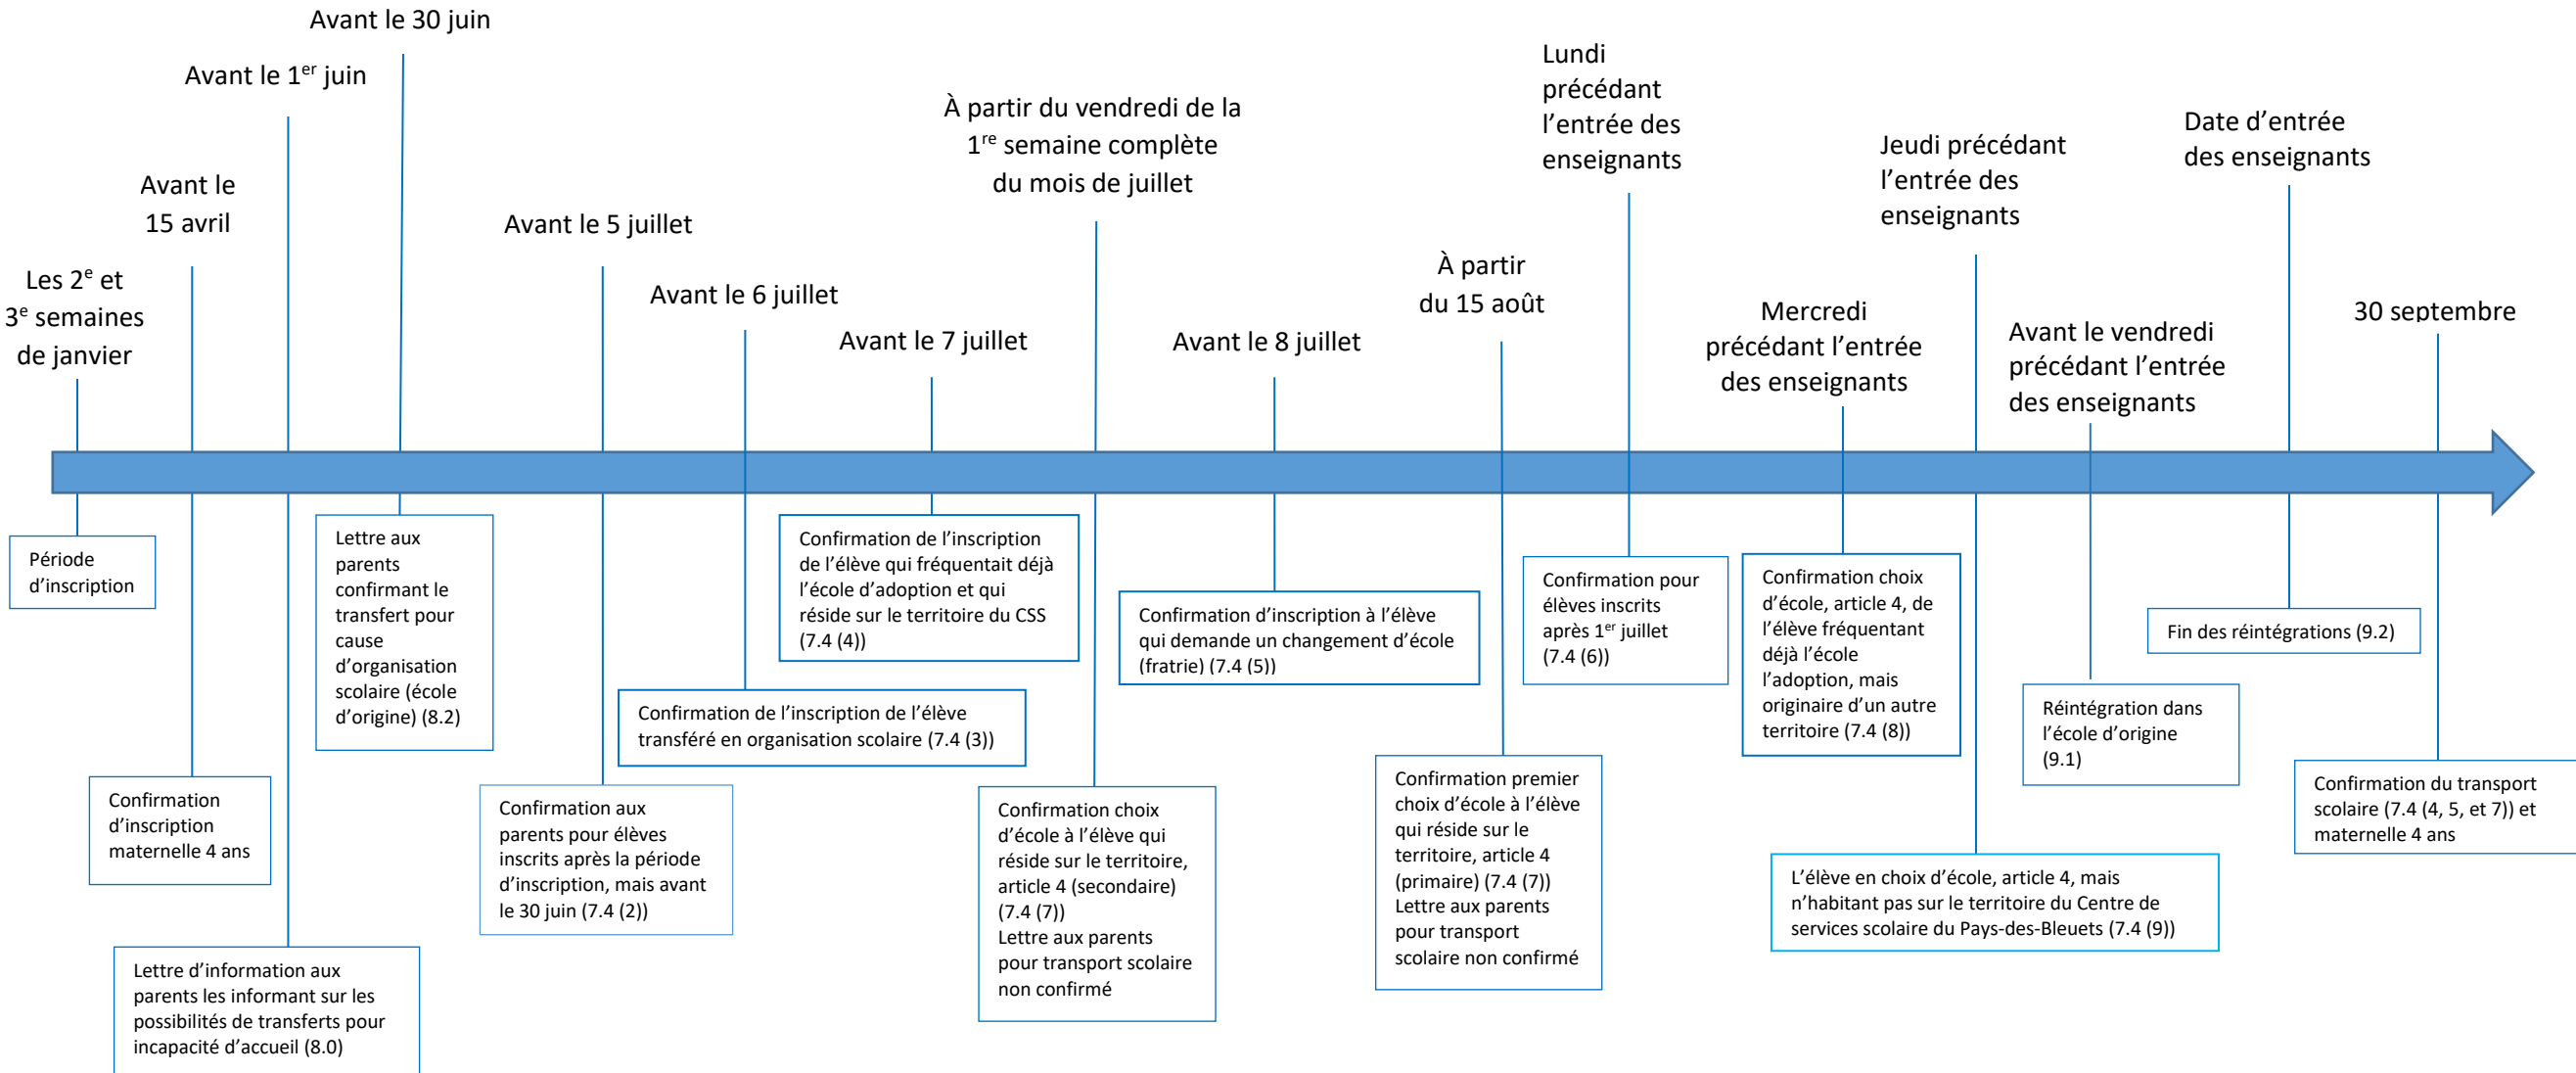 Avant le 30 juin
Avant le 1er juin
Avant le
15 avril
Les 2e et
3e semaines
de janvier
Avant le 5 juillet
Avant le 6 juillet
Avant le 7 juillet
À partir du vendredi de la
1re semaine complète
du mois de juillet
Avant le 8 juillet
À partir
du 15 août
Lundi
précédant
l’entrée des
enseignants
Mercredi
précédant l’entrée
des enseignants
Jeudi précédant
l’entrée des
enseignants
Avant le vendredi
précédant l’entrée
des enseignants
Date d’entrée
des enseignants
30 septembre
Période
d’inscription
Confirmation
d’inscription
maternelle 4 ans
Lettre d’information aux
parents les informant sur les
possibilités de transferts pour
incapacité d’accueil (8.0)
Lettre aux
parents
confirmant le
transfert pour
cause
d’organisation
scolaire (école
d’origine) (8.2)
Confirmation aux
parents pour élèves
inscrits après la période
d’inscription, mais avant
le 30 juin (7.4 (2))
Confirmation de l’inscription de l’élève
transféré en organisation scolaire (7.4 (3))
Confirmation de l’inscription
de l’élève qui fréquentait déjà
l’école d’adoption et qui
réside sur le territoire du CSS
(7.4 (4))
Confirmation choix
d’école à l’élève qui
réside sur le territoire,
article 4 (secondaire)
(7.4 (7))
Lettre aux parents
pour transport scolaire
non confirmé
Confirmation d’inscription à l’élève
qui demande un changement d’école
(fratrie) (7.4 (5))
Confirmation premier
choix d’école à l’élève
qui réside sur le
territoire, article 4
(primaire) (7.4 (7))
Lettre aux parents
pour transport
scolaire non confirmé
Confirmation pour
élèves inscrits
après 1er juillet
(7.4 (6))
Confirmation choix
d’école, article 4, de
l’élève fréquentant
déjà l’école
l’adoption, mais
originaire d’un autre
territoire (7.4 (8))
L’élève en choix d’école, article 4, mais
n’habitant pas sur le territoire du Centre de
services scolaire du Pays-des-Bleuets (7.4 (9))
Réintégration dans
l’école d’origine
(9.1)
Fin des réintégrations (9.2)
Confirmation du transport
scolaire (7.4 (4, 5, et 7)) et
maternelle 4 ans